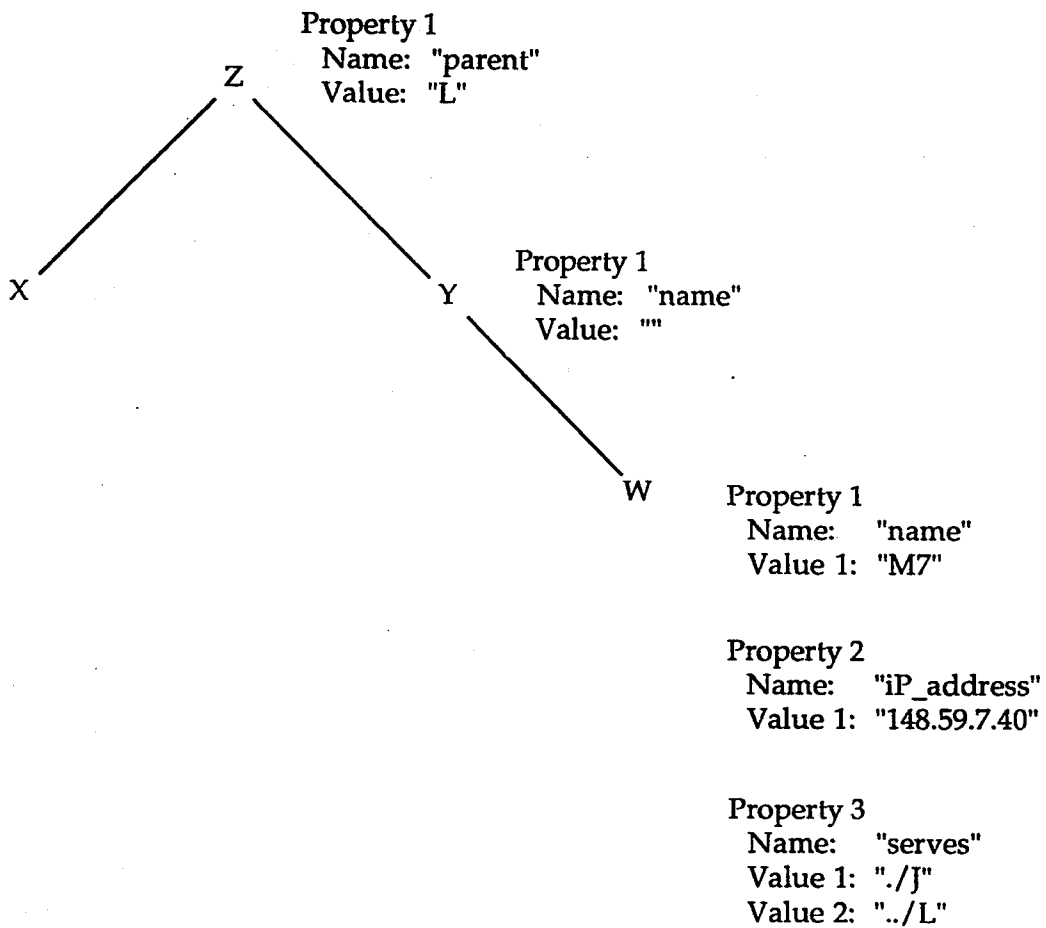 Property 1
Name: "parent"
Value: "L"
Z
X
Y
Property 1
Name: "name"
Value: ""
W
Property 1
Name: "name"
Value 1: "M7"
Property 2
Name: "iP_address"
Value 1: "148.59.7.40"
Property 3
Name: "serves"
Value 1: "./J"
Value 2: "../L"